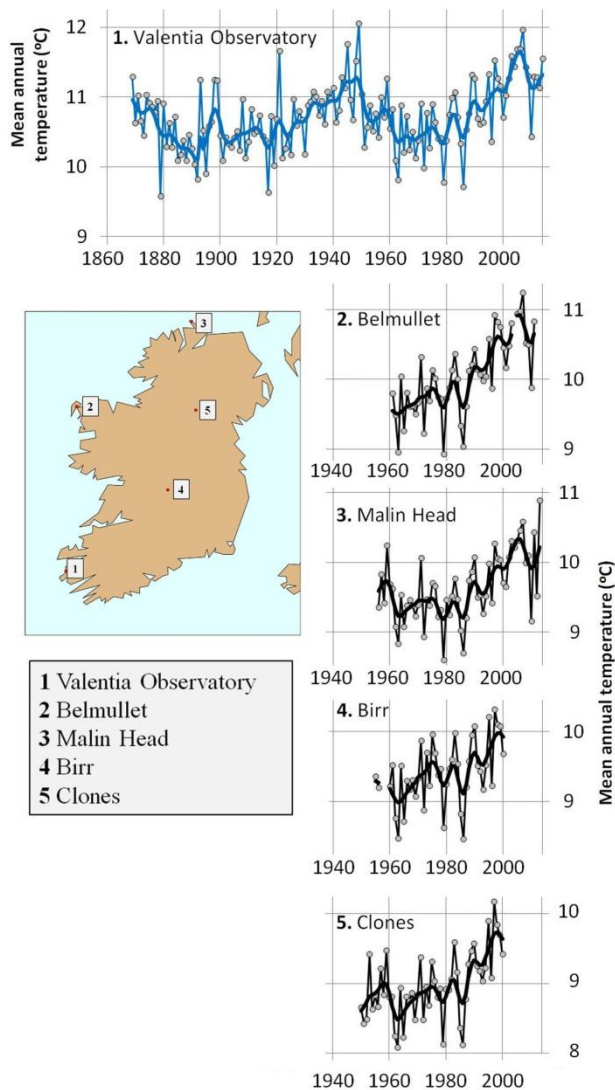 12
1. Valentia Observatory
Mean annual
temperature (ºC)
11
10
9
1860 1880 1900 1920 1940 1960 1980 2000
3
2
5
4
1
1 Valentia Observatory
2 Belmullet
3 Malin Head
4 Birr
5 Clones
2. Belmullet
11
10
9
1940 1960 1980 2000
3. Malin Head
11
10
9
1940 1960 1980 2000
4. Birr
10
9
1940 1960 1980 2000
5. Clones
10
9
8
1940 1960 1980 2000
Mean annual temperature (ºC)